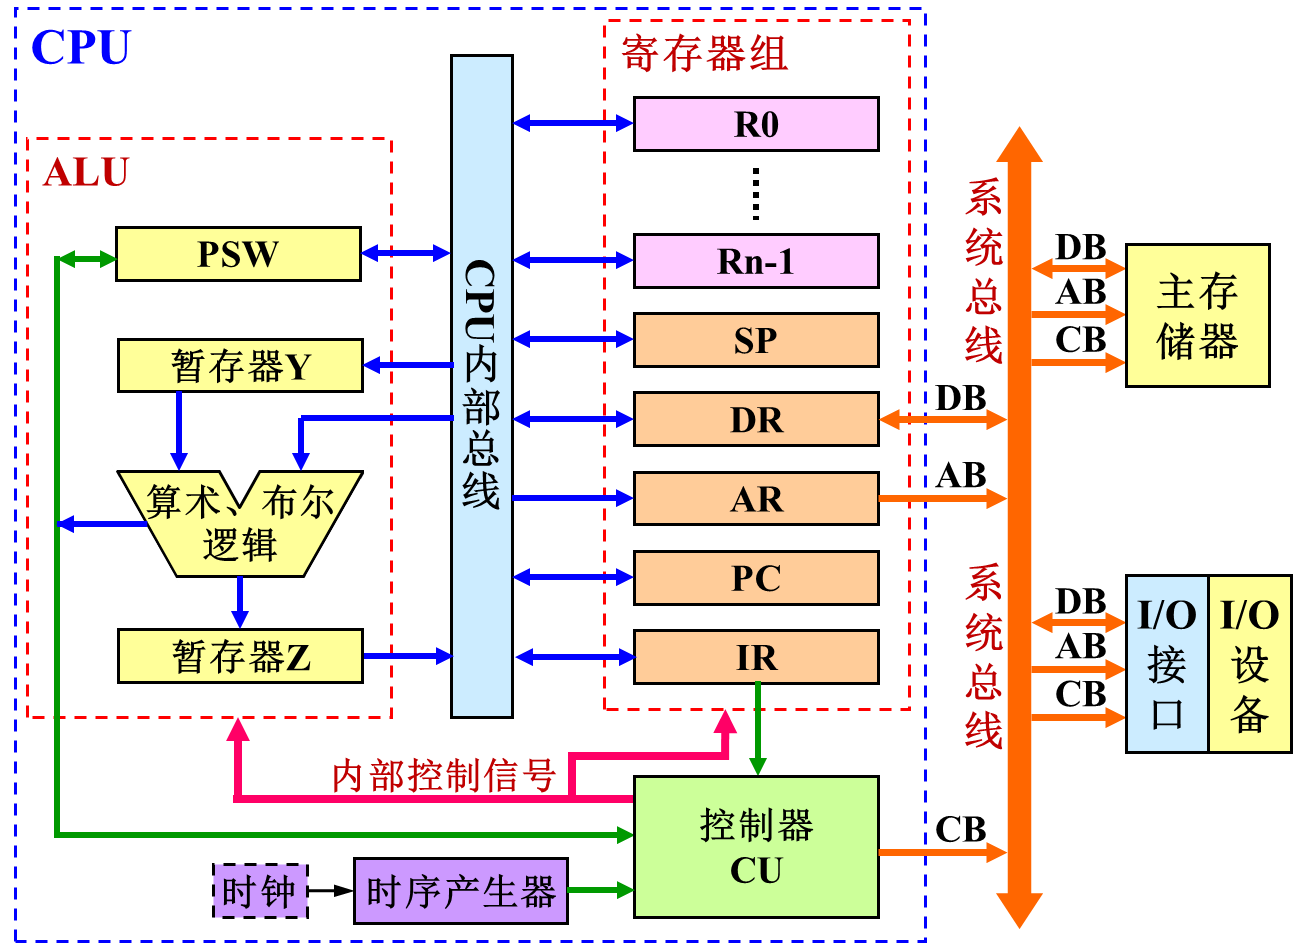 CPU
ALU
PSW
暂存器Y
算术、布尔
逻辑
暂存器Z
CPU内部总线
寄存器组
R0
Rn-1
SP
DR
AR
PC
IR
内部控制信号
控制器
CU
时钟
时序产生器
DB
AB
CB
系统总线
系统总线
DB
AB
CB
主存
储器
DB
AB
CB
I/O
接
口
I/O
设
备